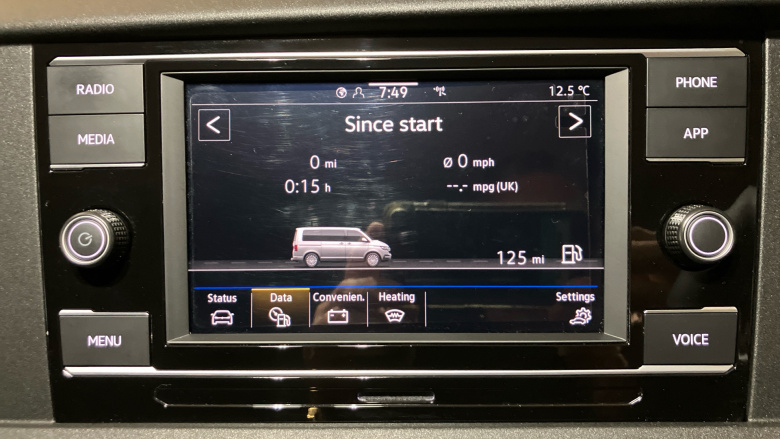 RADIO
MEDIA
MENU
PHONE
APP
VOICE
7:49
12.5 °C
<
Since start
>
0 mi
ø 0 mph
0:15 h
--.- mpg (UK)
125 mi
Status
Data
Convenien.
Heating
Settings